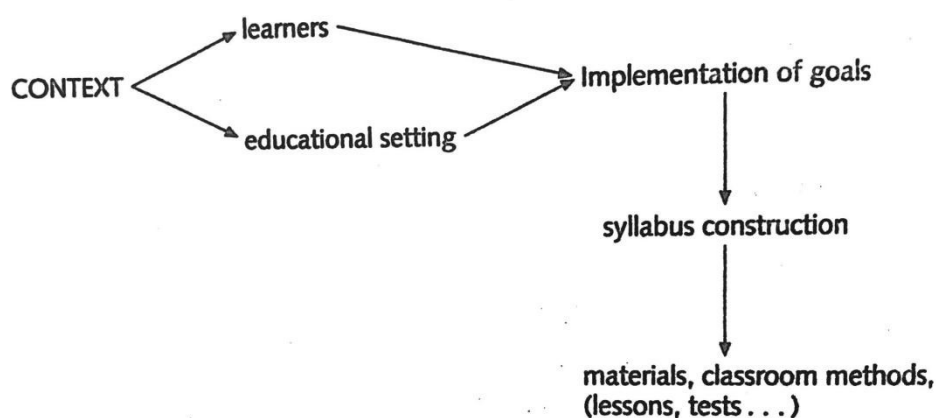 learners
CONTEXT
Implementation of goals
educational setting
syllabus construction
materials, classroom methods,
(lessons, tests . . . )